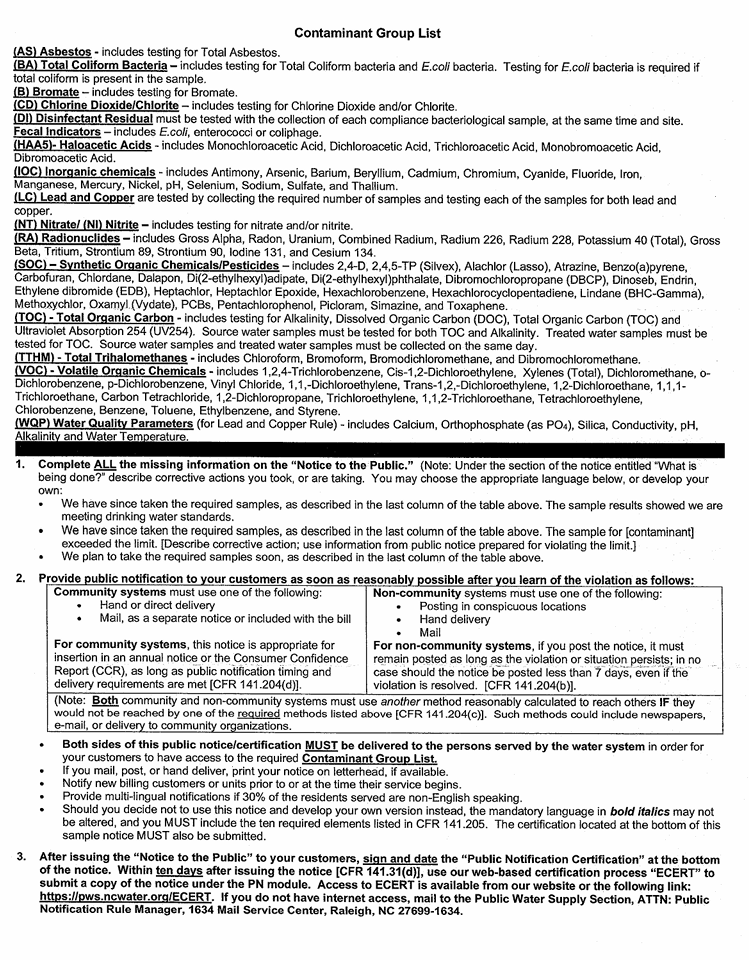 Contaminant Group List
(AS) Asbestos - includes testing for Total Asbestos.
(BA) Total Coliform Bacteria – includes testing for Total Coliform bacteria and E.coli bacteria. Testing for E.coli bacteria is required if
total coliform is present in the sample.
(B) Bromate – includes testing for Bromate.
(CD) Chlorine Dioxide/Chlorite – includes testing for Chlorine Dioxide and/or Chlorite.
(DI) Disinfectant Residual must be tested with the collection of each compliance bacteriological sample, at the same time and site.
Fecal Indicators – includes E.coli, enterococci or coliphage.
(HAA5)- Haloacetic Acids - includes Monochloroacetic Acid, Dichloroacetic Acid, Trichloroacetic Acid, Monobromoacetic Acid,
Dibromoacetic Acid.
(IOC) Inorganic chemicals - includes Antimony, Arsenic, Barium, Beryllium, Cadmium, Chromium, Cyanide, Fluoride, Iron,
Manganese, Mercury, Nickel, pH, Selenium, Sodium, Sulfate, and Thallium.
(LC) Lead and Copper are tested by collecting the required number of samples and testing each of the samples for both lead and
copper.
(NT) Nitrate/ (NI) Nitrite – includes testing for nitrate and/or nitrite.
(RA) Radionuclides – includes Gross Alpha, Radon, Uranium, Combined Radium, Radium 226, Radium 228, Potassium 40 (Total), Gross
Beta, Tritium, Strontium 89, Strontium 90, Iodine 131, and Cesium 134.
(SOC) – Synthetic Organic Chemicals/Pesticides – includes 2,4-D, 2,4,5-TP (Silvex), Alachlor (Lasso), Atrazine, Benzo(a)pyrene,
Carbofuran, Chlordane, Dalapon, Di(2-ethylhexyl)adipate, Di(2-ethylhexyl)phthalate, Dibromochloropropane (DBCP), Dinoseb, Endrin,
Ethylene dibromide (EDB), Heptachlor, Heptachlor Epoxide, Hexachlorobenzene, Hexachlorocyclopentadiene, Lindane (BHC-Gamma),
Methoxychlor, Oxamyl (Vydate), PCBs, Pentachlorophenol, Picloram, Simazine, and Toxaphene.
(TOC) - Total Organic Carbon - includes testing for Alkalinity, Dissolved Organic Carbon (DOC), Total Organic Carbon (TOC) and
Ultraviolet Absorption 254 (UV254). Source water samples must be tested for both TOC and Alkalinity. Treated water samples must be
tested for TOC. Source water samples and treated water samples must be collected on the same day.
(TTHM) - Total Trihalomethanes - includes Chloroform, Bromoform, Bromodichloromethane, and Dibromochloromethane.
(VOC) - Volatile Organic Chemicals - includes 1,2,4-Trichlorobenzene, Cis-1,2-Dichloroethylene, Xylenes (Total), Dichloromethane, o-
Dichlorobenzene, p-Dichlorobenzene, Vinyl Chloride, 1,1,-Dichloroethylene, Trans-1,2,-Dichloroethylene, 1,2-Dichloroethane, 1,1,1-
Trichloroethane, Carbon Tetrachloride, 1,2-Dichloropropane, Trichloroethylene, 1,1,2-Trichloroethane, Tetrachloroethylene,
Chlorobenzene, Benzene, Toluene, Ethylbenzene, and Styrene.
(WQP) Water Quality Parameters (for Lead and Copper Rule) - includes Calcium, Orthophosphate (as PO₄), Silica, Conductivity, pH,
Alkalinity and Water Temperature.
1. Complete ALL the missing information on the “Notice to the Public.” (Note: Under the section of the notice entitled “What is
being done?” describe corrective actions you took, or are taking. You may choose the appropriate language below, or develop your
own:
• We have since taken the required samples, as described in the last column of the table above. The sample results showed we are
meeting drinking water standards.
• We have since taken the required samples, as described in the last column of the table above. The sample for [contaminant]
exceeded the limit. [Describe corrective action; use information from public notice prepared for violating the limit.]
• We plan to take the required samples soon, as described in the last column of the table above.
2. Provide public notification to your customers as soon as reasonably possible after you learn of the violation as follows:
Community systems must use one of the following:
• Hand or direct delivery
• Mail, as a separate notice or included with the bill
For community systems, this notice is appropriate for
insertion in an annual notice or the Consumer Confidence
Report (CCR), as long as public notification timing and
delivery requirements are met [CFR 141.204(d)].
Non-community systems must use one of the following:
• Posting in conspicuous locations
• Hand delivery
• Mail
For non-community systems, if you post the notice, it must
remain posted as long as the violation or situation persists; in no
case should the notice be posted less than 7 days, even if the
violation is resolved. [CFR 141.204(b)].
(Note: Both community and non-community systems must use another method reasonably calculated to reach others IF they
would not be reached by one of the required methods listed above [CFR 141.204(c)]. Such methods could include newspapers,
e-mail, or delivery to community organizations.
• Both sides of this public notice/certification MUST be delivered to the persons served by the water system in order for
your customers to have access to the required Contaminant Group List.
• If you mail, post, or hand deliver, print your notice on letterhead, if available.
• Notify new billing customers or units prior to or at the time their service begins.
• Provide multi-lingual notifications if 30% of the residents served are non-English speaking.
• Should you decide not to use this notice and develop your own version instead, the mandatory language in bold italics may not
be altered, and you MUST include the ten required elements listed in CFR 141.205. The certification located at the bottom of this
sample notice MUST also be submitted.
3. After issuing the “Notice to the Public” to your customers, sign and date the “Public Notification Certification” at the bottom
of the notice. Within ten days after issuing the notice [CFR 141.31(d)], use our web-based certification process “ECERT” to
submit a copy of the notice under the PN module. Access to ECERT is available from our website or the following link:
https://pws.ncwater.org/ECERT. If you do not have internet access, mail to the Public Water Supply Section, ATTN: Public
Notification Rule Manager, 1634 Mail Service Center, Raleigh, NC 27699-1634.